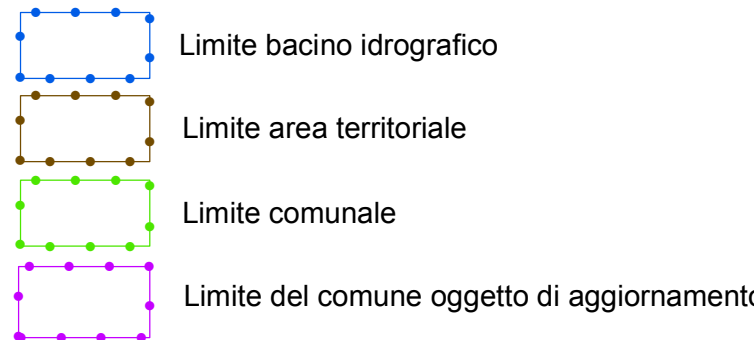 Limite bacino idrografico
Limite area territoriale
Limite comunale
Limite del comune oggetto di aggiornamento